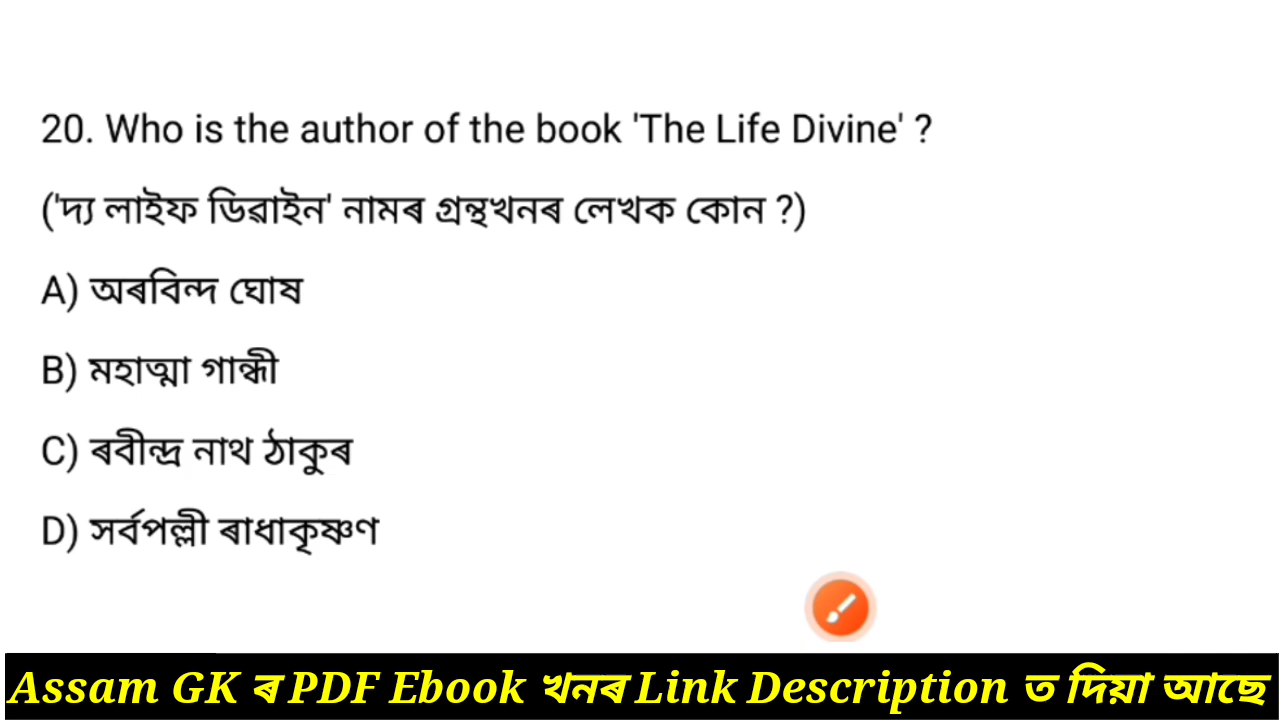 20. Who is the author of the book 'The Life Divine' ?
('দ্য লাইফ ডিৱাইন' নামৰ গ্ৰন্থখনৰ লেখক কোন ?)
A) অৰবিন্দ ঘোষ
B) মহাত্মা গান্ধী
C) ৰবীন্দ্ৰ নাথ ঠাকুৰ
D) সৰ্বপল্লী ৰাধাকৃষ্ণণ
Assam GK ৰ PDF Ebook খনৰ Link Description ত দিয়া আছে